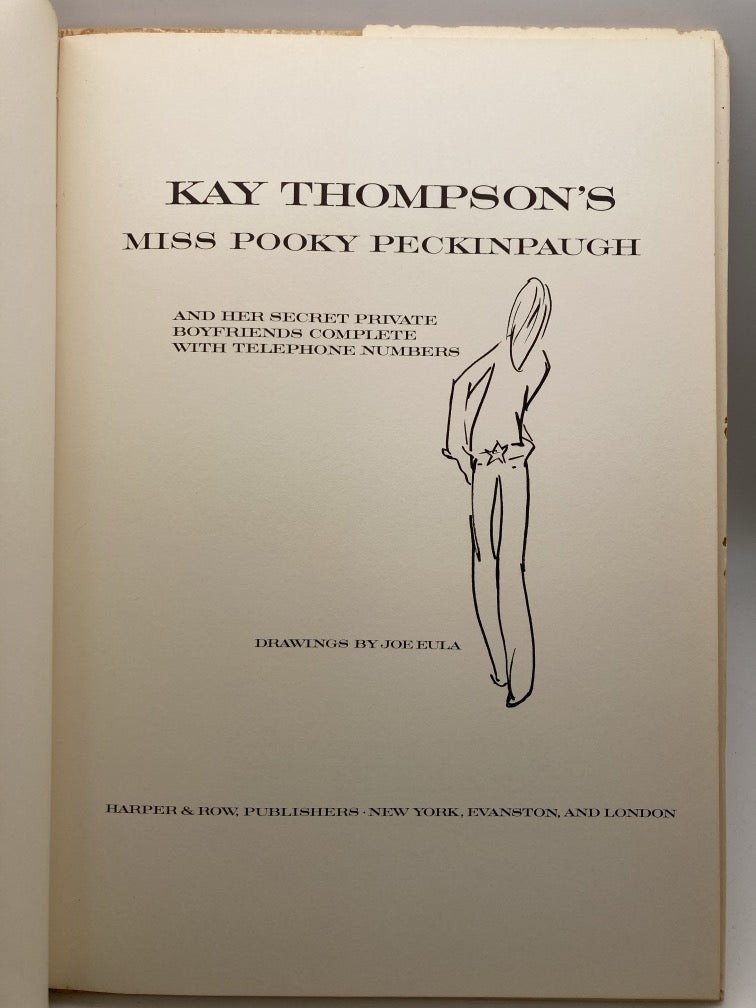 KAY THOMPSON'S
MISS POOKY PECKINPAUGH
AND HER SECRET PRIVATE
BOYFRIENDS COMPLETE
WITH TELEPHONE NUMBERS
DRAWINGS BY JOE EULA
HARPER & ROW, PUBLISHERS · NEW YORK, EVANSTON, AND LONDON